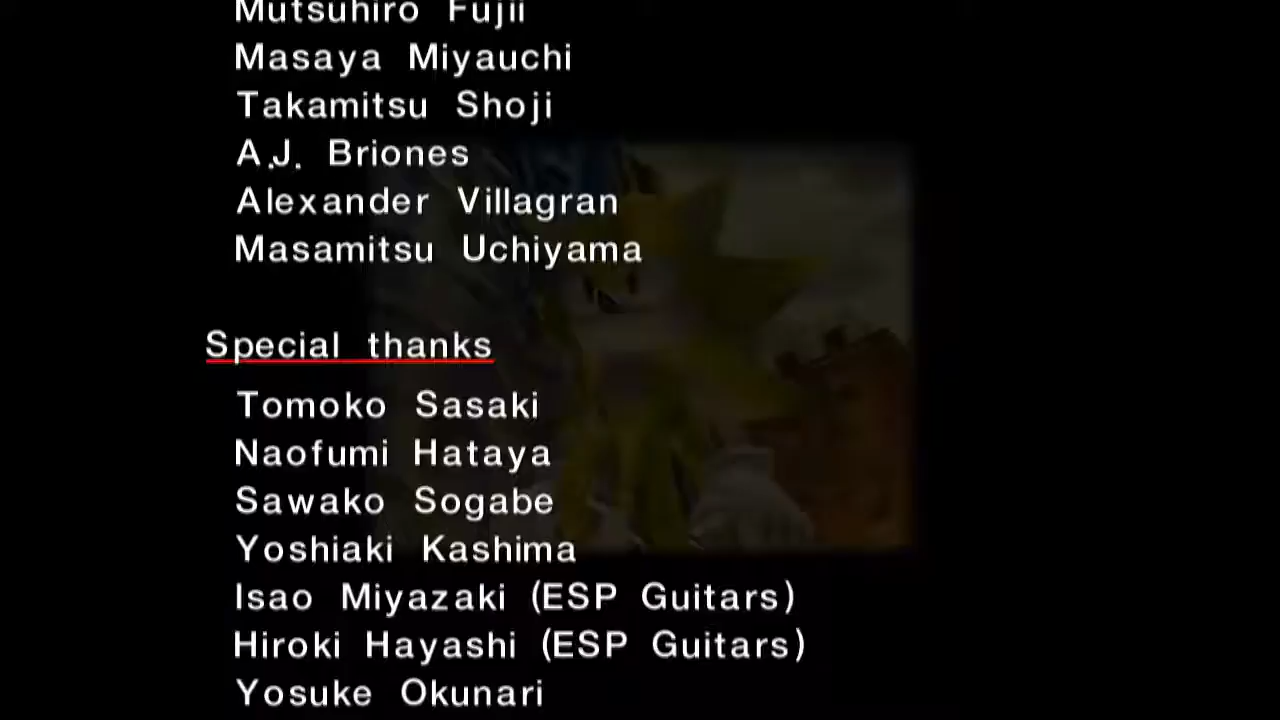 Mutsuhiro Fujii
Masaya Miyauchi
Takamitsu Shoji
A.J. Briones
Alexander Villagran
Masamitsu Uchiyama
Special thanks
Tomoko Sasaki
Naofumi Hataya
Sawako Sogabe
Yoshiaki Kashima
Isao Miyazaki (ESP Guitars)
Hiroki Hayashi (ESP Guitars)
Yosuke Okunari